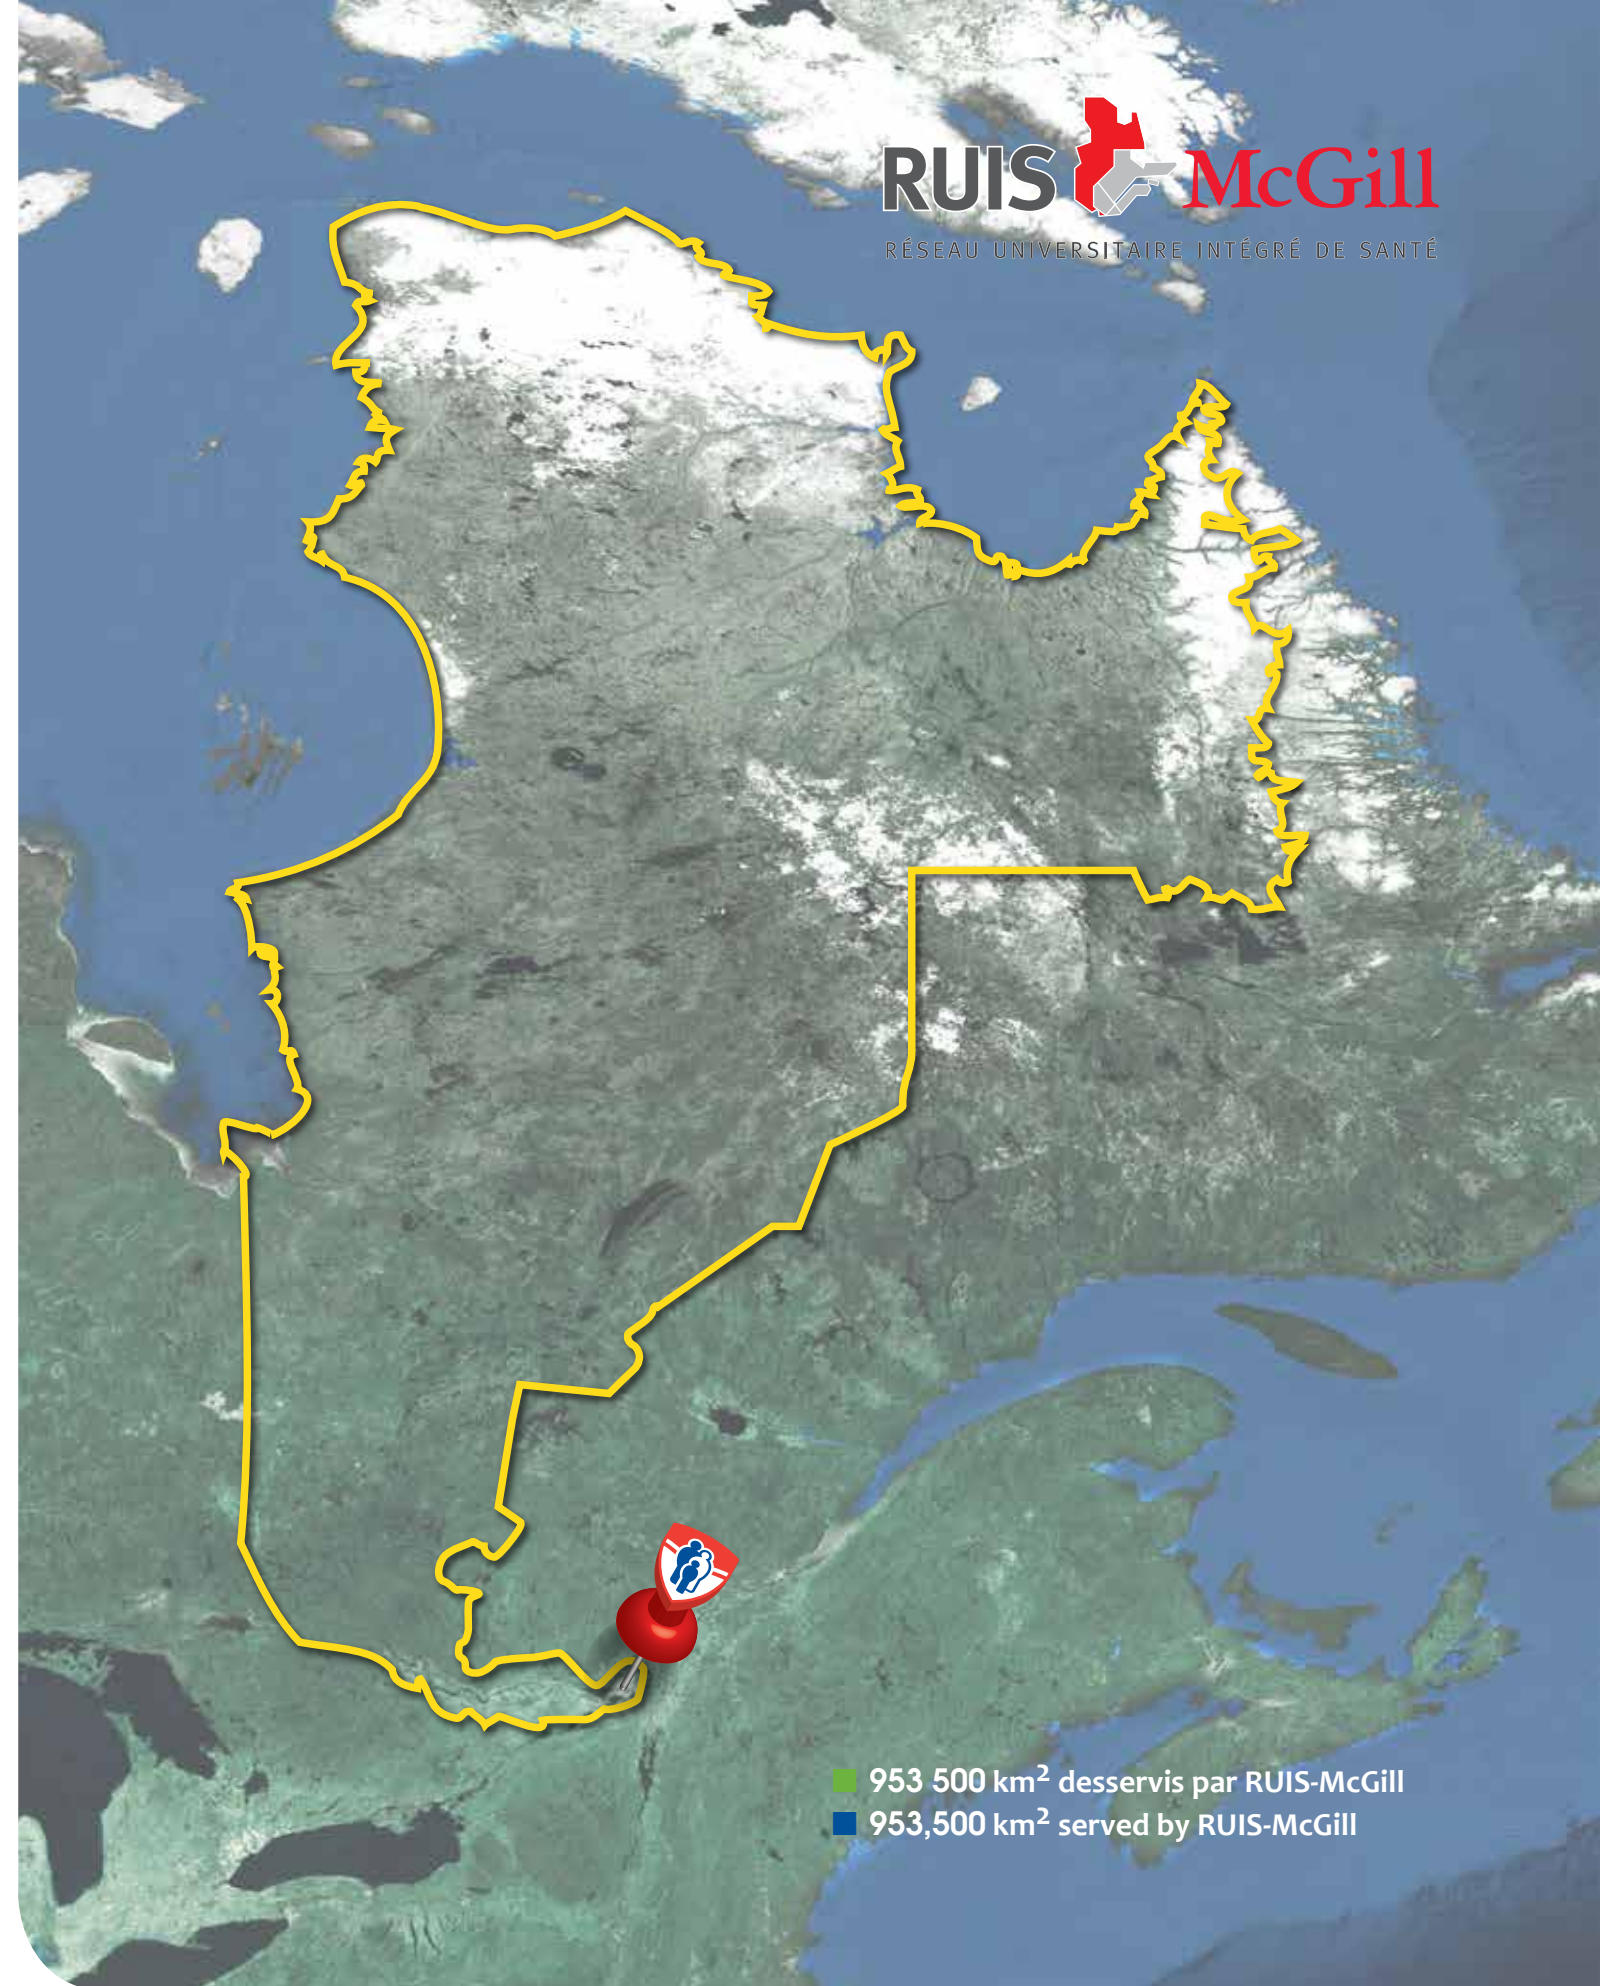 RUIS McGill
RÉSEAU UNIVERSITAIRE INTÉGRÉ DE SANTÉ
953 500 km² desservis par RUIS-McGill
953,500 km² served by RUIS-McGill